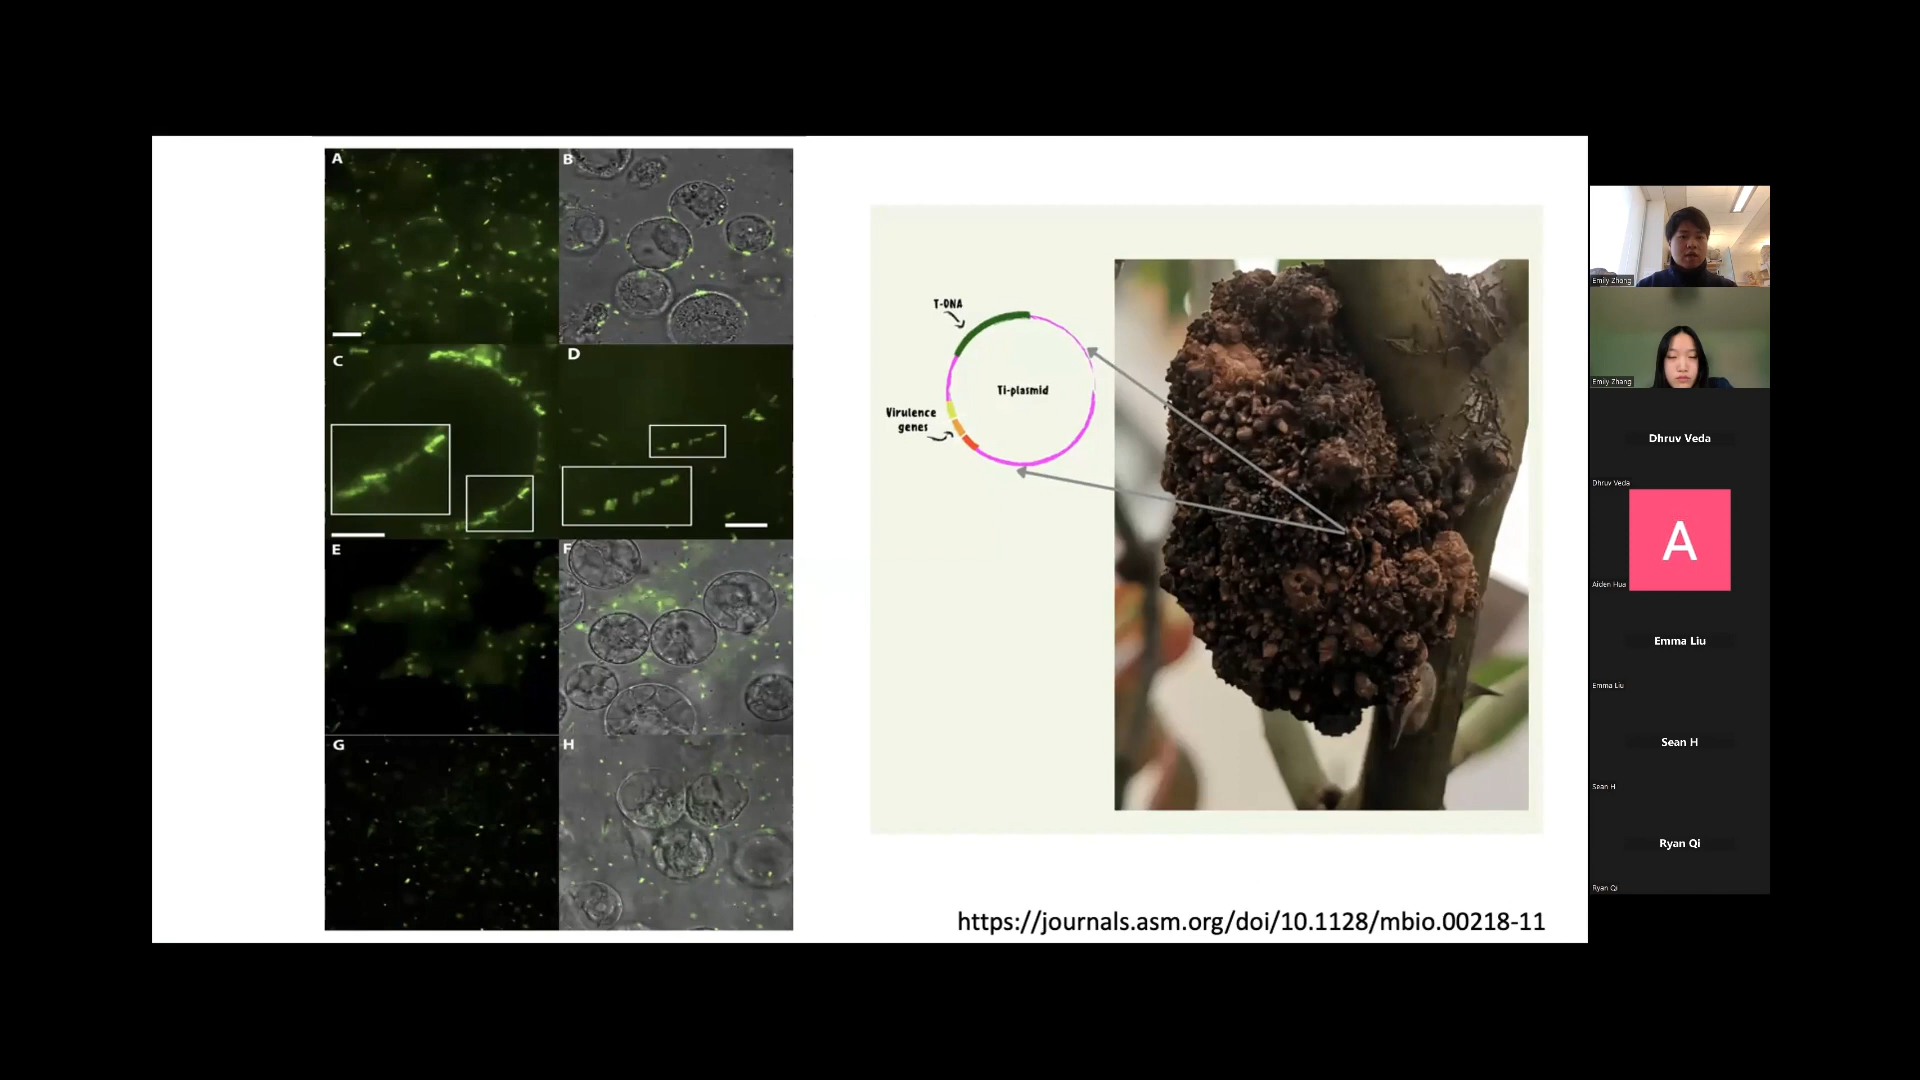 A
B
C
D
E
F
G
H
T-DNA
Ti-plasmid
Virulence
genes
https://journals.asm.org/doi/10.1128/mbio.00218-11
Emily Zhang
Emily Zhang
Dhruv Veda
Dhruv Veda
A
Aiden Hua
Emma Liu
Emma Liu
Sean H
Sean H
Ryan Qi
Ryan Qi